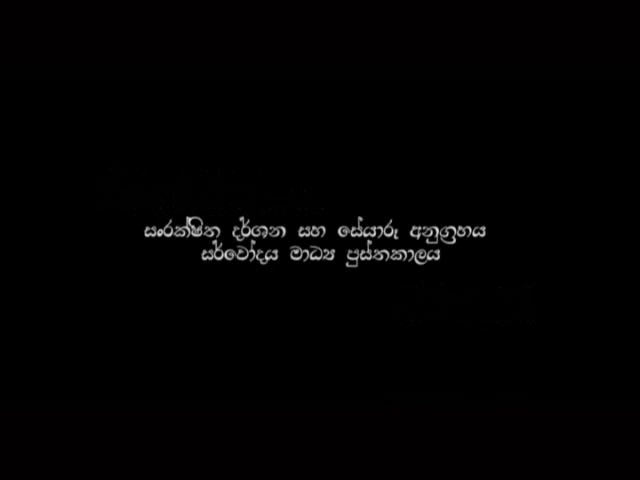 සංරක්ෂිත දර්ශන සහ සේයාරූ අනුග්‍රහය
සර්වෝදය මාධ්‍ය පුස්තකාලය